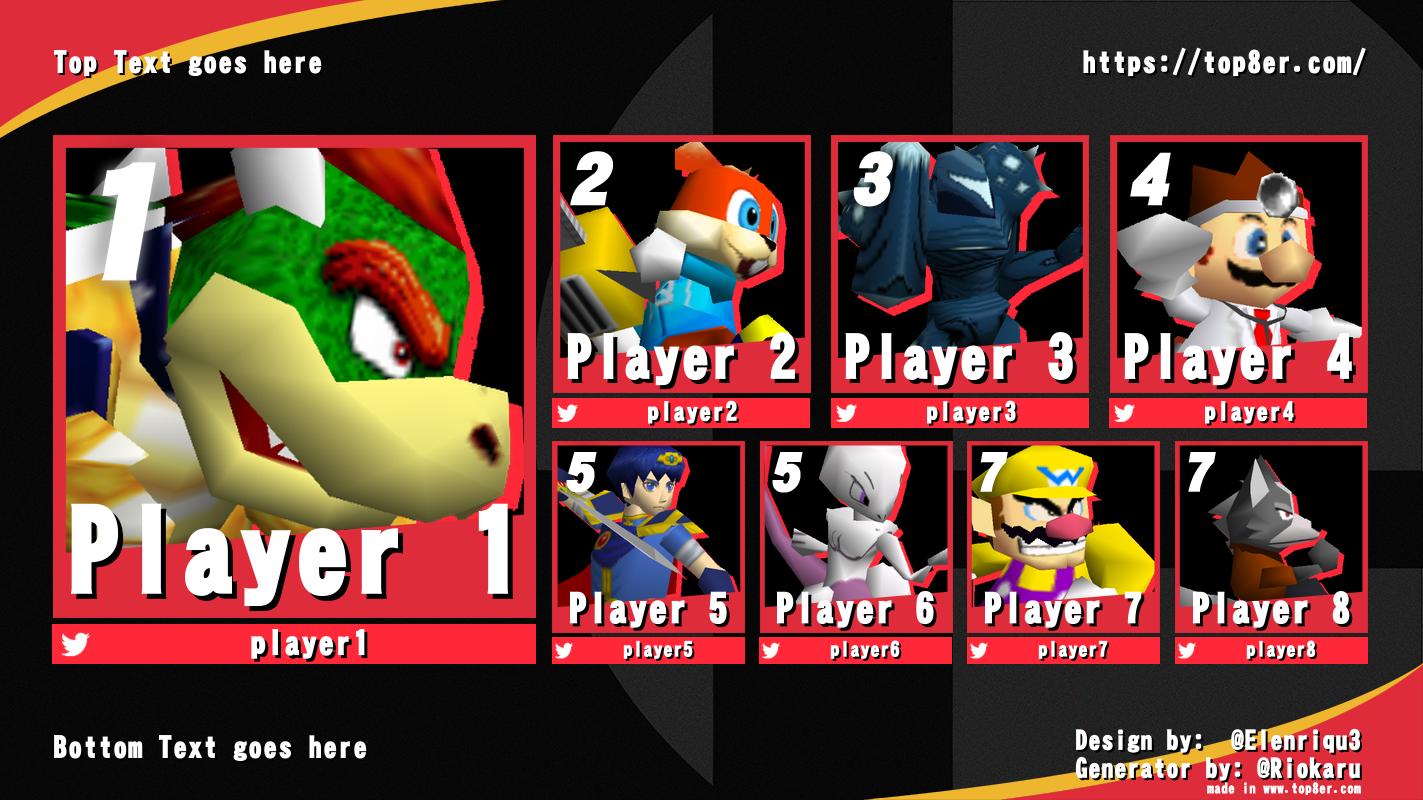 Top Text goes here
https://top8er.com/
1
Player 1
player1
2
Player 2
player2
3
Player 3
player3
4
Player 4
player4
5
Player 5
player5
5
Player 6
player6
7
W
Player 7
player7
7
Player 8
player8
Bottom Text goes here
Design by: @Elenriqu3
Generator by: @Riokaru
made in www.top8er.com